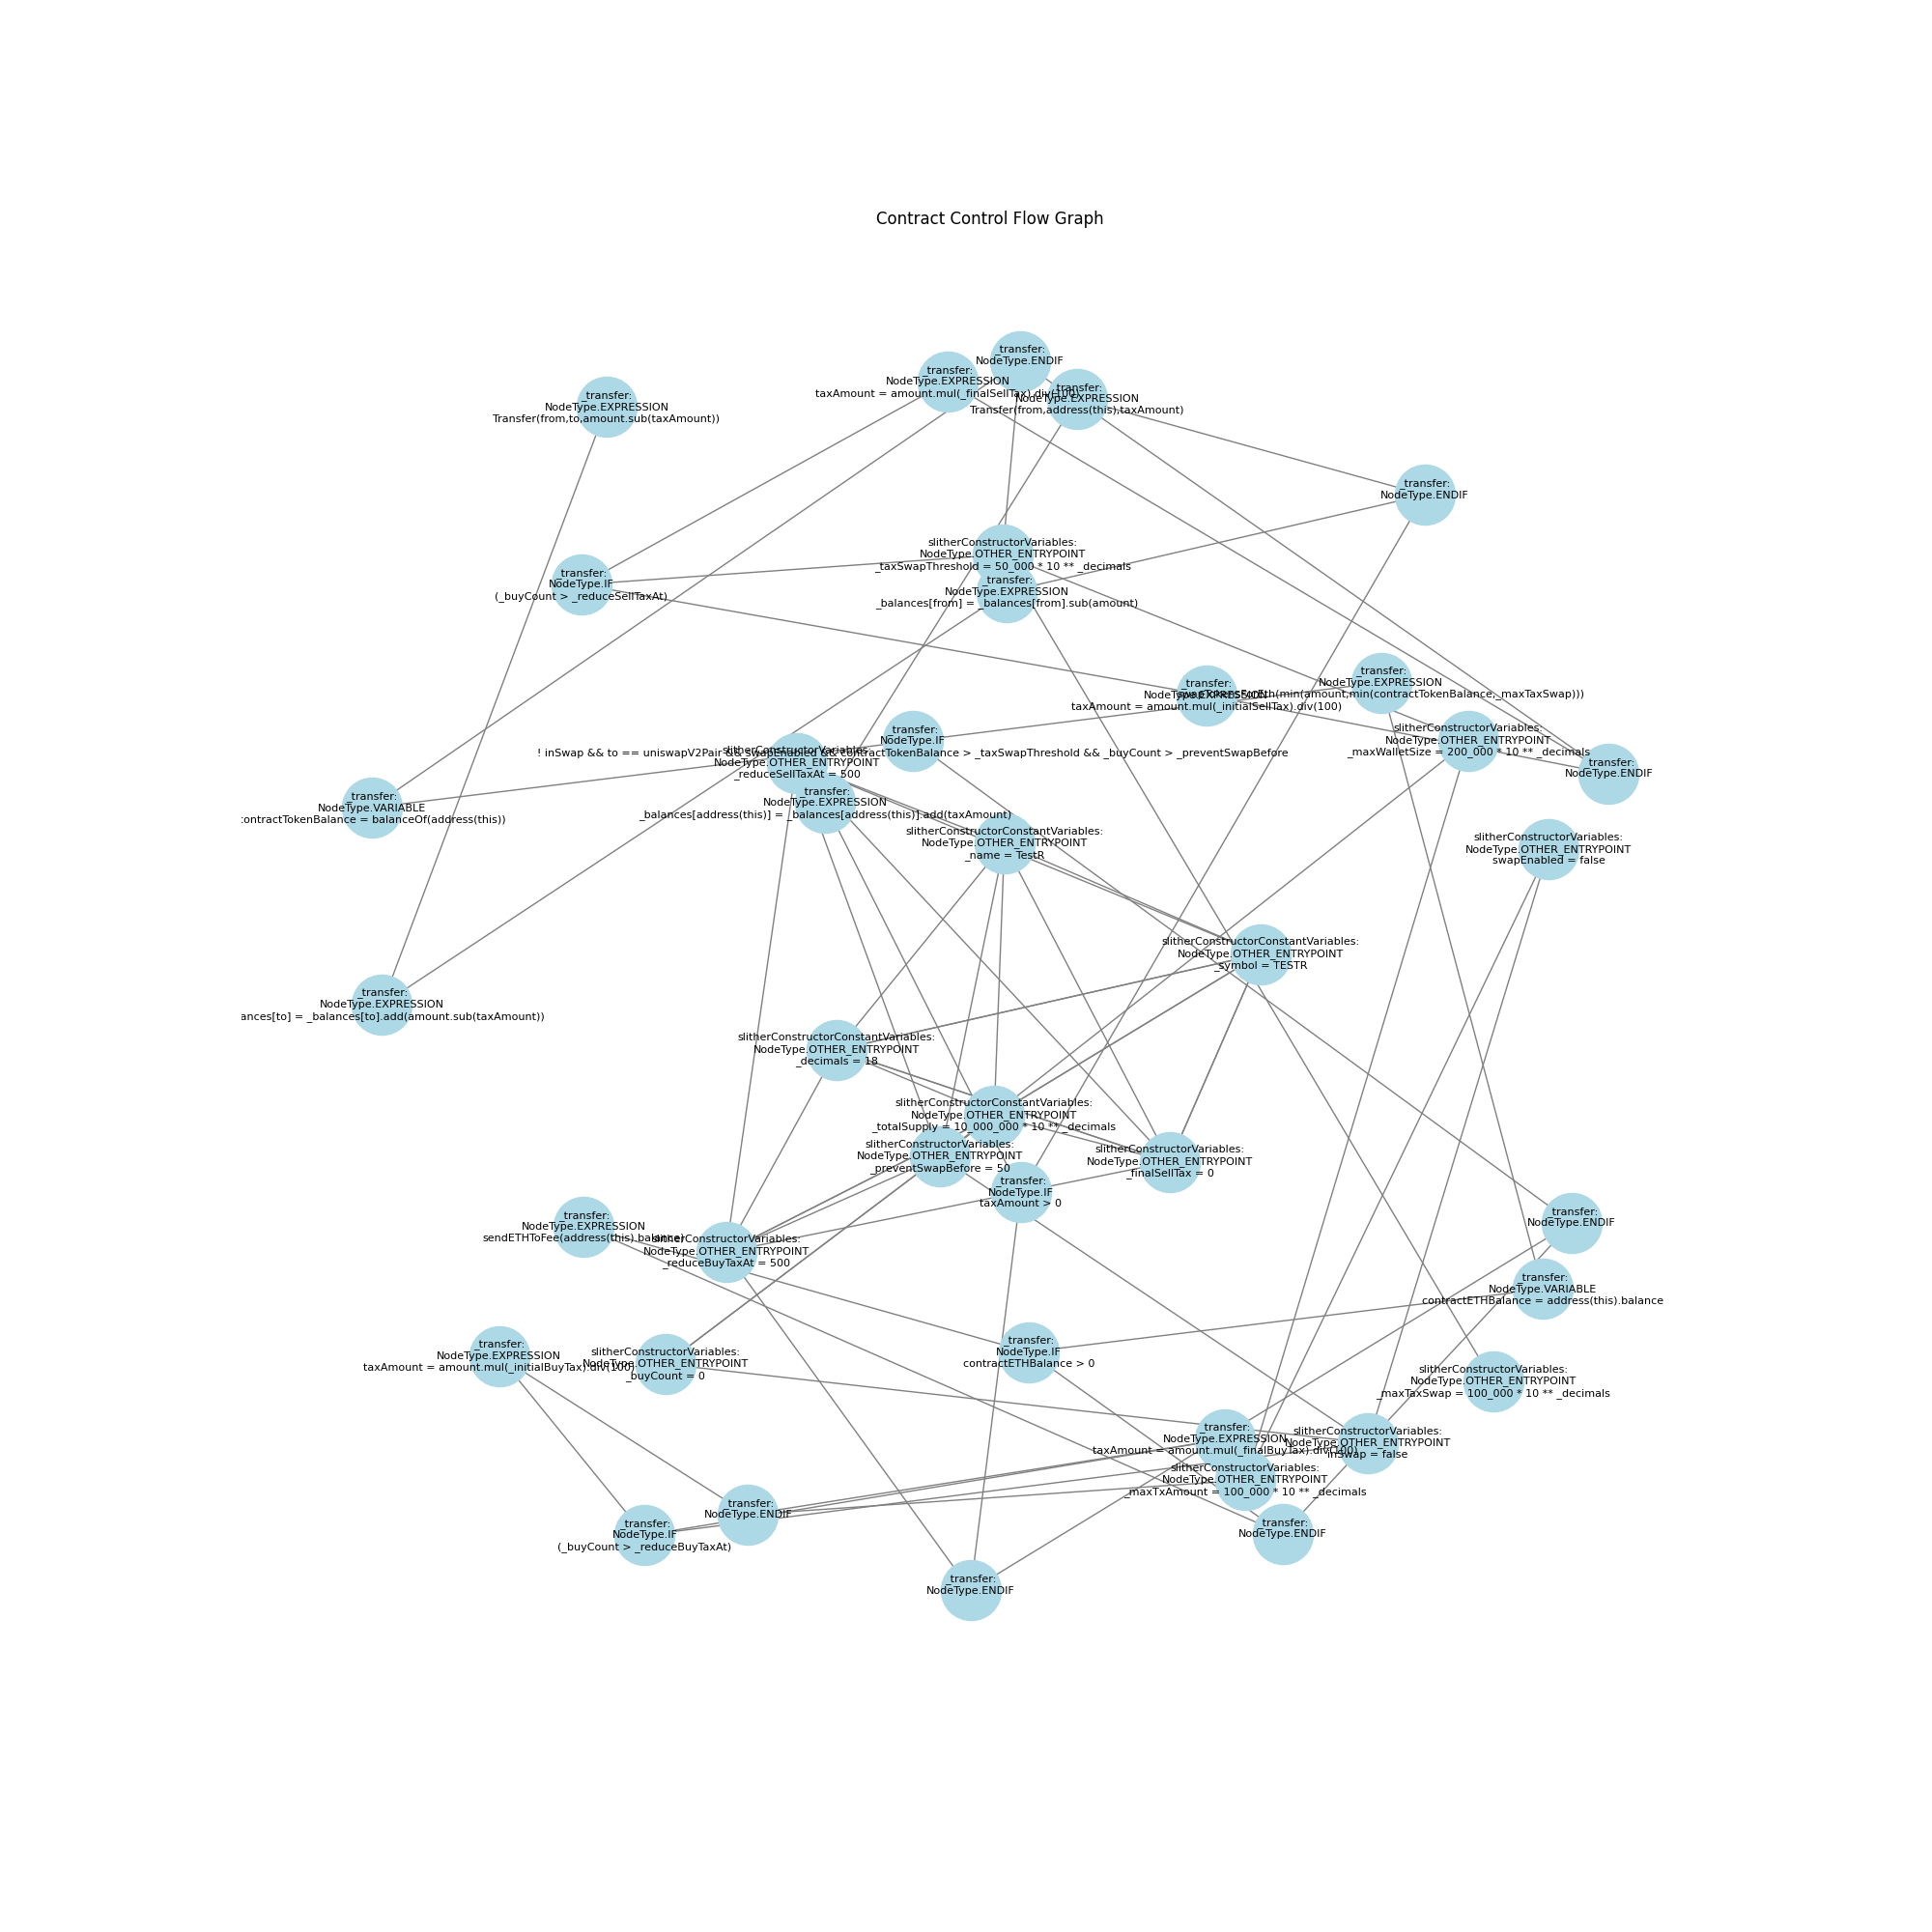 Contract Control Flow Graph
_transfer:
NodeType.ENDIF
_transfer:
NodeType.EXPRESSION
taxAmount = amount.mul(_finalSellTax).div(100)
_transfer:
NodeType.EXPRESSION
Transfer(from,address(this),taxAmount)
_transfer:
NodeType.EXPRESSION
Transfer(from,to,amount.sub(taxAmount))
_transfer:
NodeType.ENDIF
slitherConstructorVariables:
NodeType.OTHER_ENTRYPOINT
_taxSwapThreshold = 50_000 * 10 ** _decimals
_transfer:
NodeType.IF
(_buyCount > _reduceSellTaxAt)
_transfer:
NodeType.EXPRESSION
_balances[from] = _balances[from].sub(amount)
_transfer:
NodeType.EXPRESSION
swapTokensForEth(min(amount,min(contractTokenBalance,_maxTaxSwap)))
_transfer:
NodeType.EXPRESSION
taxAmount = amount.mul(_initialSellTax).div(100)
_transfer:
NodeType.IF
! inSwap && to == uniswapV2Pair && swapEnabled && contractTokenBalance > _taxSwapThreshold && _buyCount > _preventSwapBefore
slitherConstructorVariables:
NodeType.OTHER_ENTRYPOINT
_maxWalletSize = 200_000 * 10 ** _decimals
slitherConstructorVariables:
NodeType.OTHER_ENTRYPOINT
_reduceSellTaxAt = 500
_transfer:
NodeType.ENDIF
_transfer:
NodeType.VARIABLE
contractTokenBalance = balanceOf(address(this))
_transfer:
NodeType.EXPRESSION
_balances[address(this)] = _balances[address(this)].add(taxAmount)
slitherConstructorConstantVariables:
NodeType.OTHER_ENTRYPOINT
_name = TestR
slitherConstructorVariables:
NodeType.OTHER_ENTRYPOINT
swapEnabled = false
slitherConstructorConstantVariables:
NodeType.OTHER_ENTRYPOINT
_symbol = TESTR
_transfer:
NodeType.EXPRESSION
ances[to] = _balances[to].add(amount.sub(taxAmount))
slitherConstructorConstantVariables:
NodeType.OTHER_ENTRYPOINT
_decimals = 18
slitherConstructorConstantVariables:
NodeType.OTHER_ENTRYPOINT
_totalSupply = 10_000_000 * 10 ** _decimals
slitherConstructorVariables:
NodeType.OTHER_ENTRYPOINT
_preventSwapBefore = 50
slitherConstructorVariables:
NodeType.OTHER_ENTRYPOINT
_finalSellTax = 0
_transfer:
NodeType.IF
taxAmount > 0
_transfer:
NodeType.EXPRESSION
sendETHToFee(address(this).balance)
_transfer:
NodeType.ENDIF
slitherConstructorVariables:
NodeType.OTHER_ENTRYPOINT
_reduceBuyTaxAt = 500
_transfer:
NodeType.VARIABLE
contractETHBalance = address(this).balance
_transfer:
NodeType.IF
contractETHBalance > 0
_transfer:
NodeType.EXPRESSION
taxAmount = amount.mul(_initialBuyTax).div(100)
slitherConstructorVariables:
NodeType.OTHER_ENTRYPOINT
_buyCount = 0
slitherConstructorVariables:
NodeType.OTHER_ENTRYPOINT
_maxTaxSwap = 100_000 * 10 ** _decimals
_transfer:
NodeType.EXPRESSION
taxAmount = amount.mul(_finalBuyTax).div(100)
slitherConstructorVariables:
NodeType.OTHER_ENTRYPOINT
inSwap = false
slitherConstructorVariables:
NodeType.OTHER_ENTRYPOINT
_maxTxAmount = 100_000 * 10 ** _decimals
_transfer:
NodeType.ENDIF
_transfer:
NodeType.IF
(_buyCount > _reduceBuyTaxAt)
_transfer:
NodeType.ENDIF
_transfer:
NodeType.ENDIF